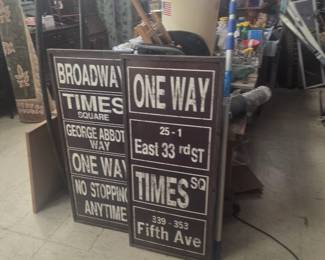 BROADWAY
TIMES
SQUARE
GEORGE ABBOTT
WAY
ONE WAY
NO STOPPING
ANYTIME
ONE WAY
25 - 1
East 33 rd ST
TIMES SQ
339 - 353
Fifth Ave